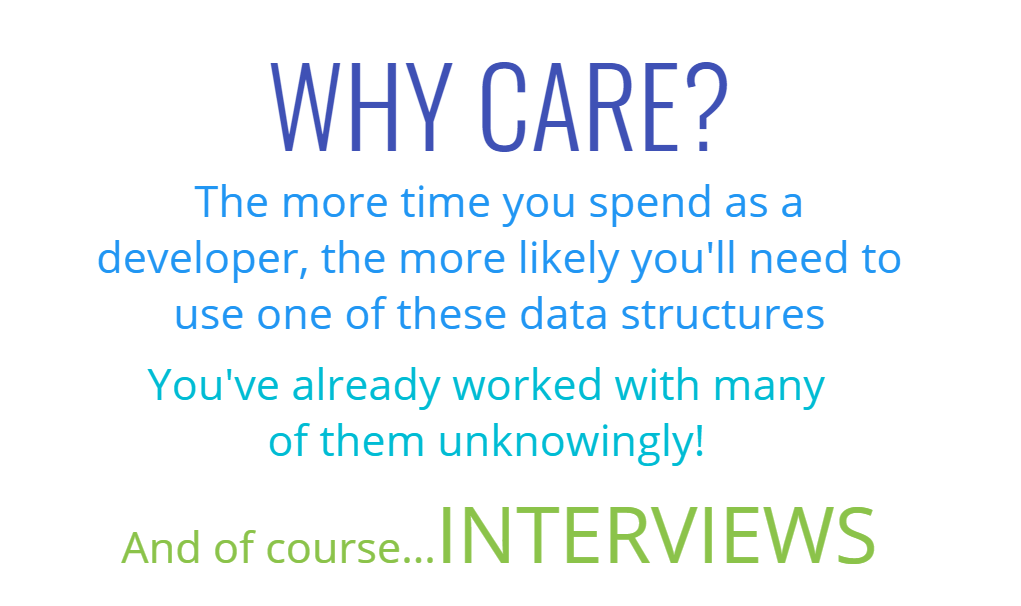 WHY CARE?
The more time you spend as a
developer, the more likely you'll need to
use one of these data structures
You've already worked with many
of them unknowingly!
And of course...INTERVIEWS